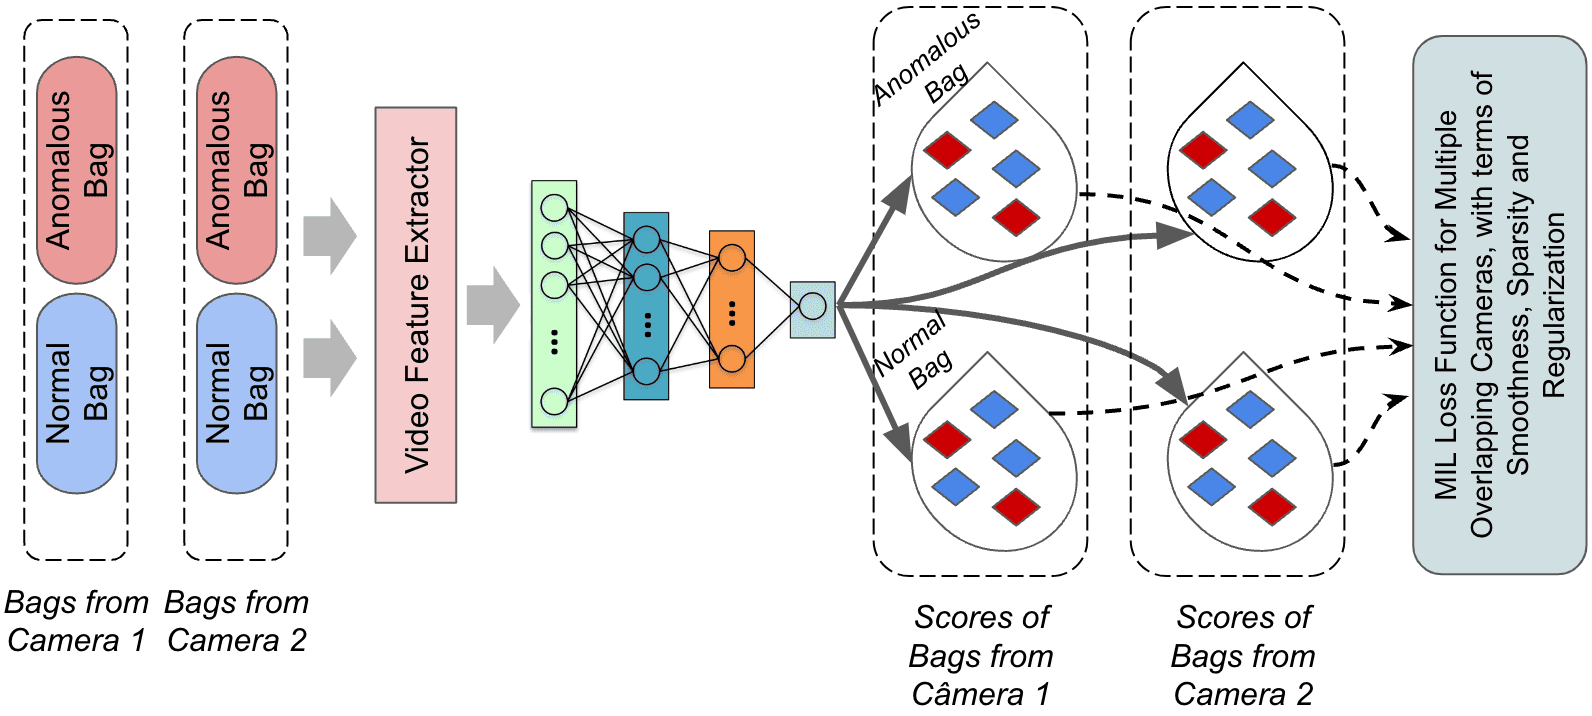 Anomalous
Bag
Normal
Bag
Bags from
Camera 1
Anomalous
Bag
Normal
Bag
Bags from
Camera 2
Video Feature Extractor
...
...
...
Anomalous
Bag
Normal
Bag
Scores of
Bags from
Câmera 1
Scores of
Bags from
Camera 2
MIL Loss Function for Multiple
Overlapping Cameras, with terms of
Smoothness, Sparsity and
Regularization